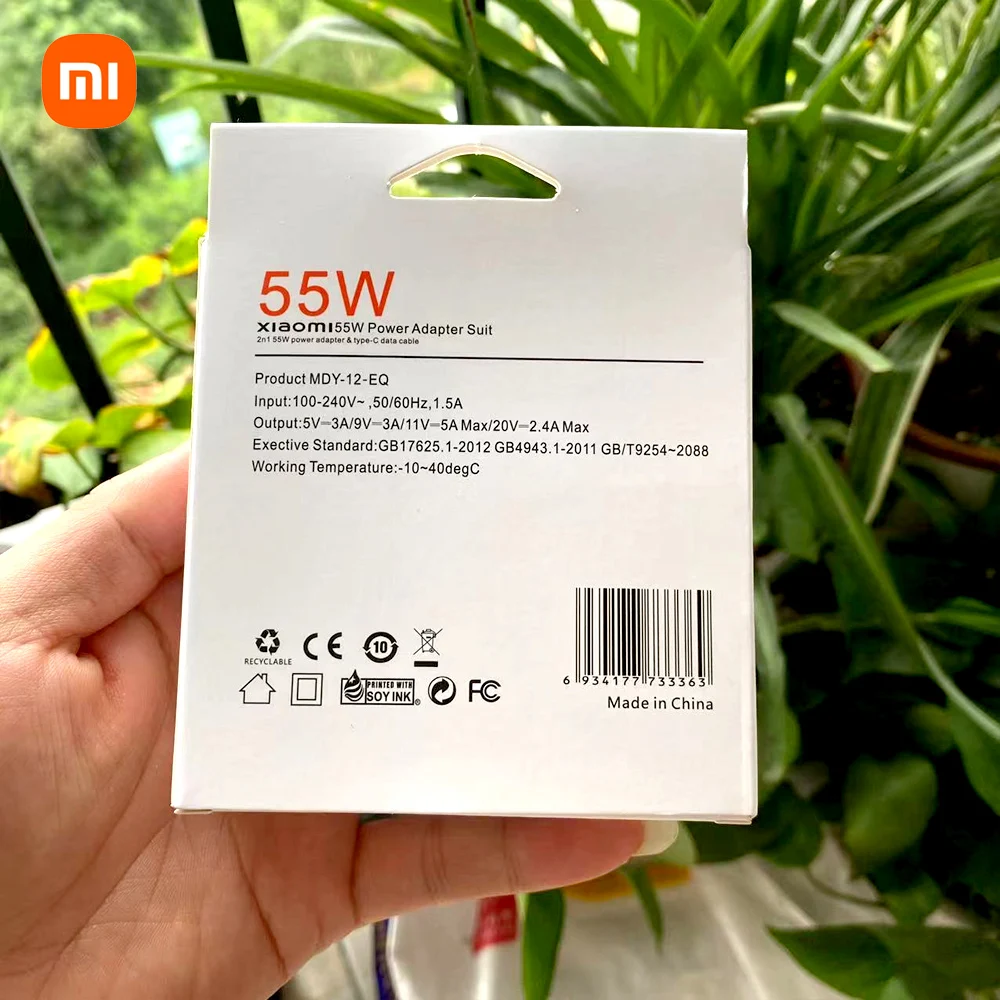 mi
55W
xiaomi55W Power Adapter Suit
2n1 55W power adapter & type-C data cable
Product MDY-12-EQ
Input:100-240V~ ,50/60Hz,1.5A
Output:5V⎓3A/9V⎓3A/11V⎓5A Max/20V⎓2.4A Max
Exective Standard:GB17625.1-2012 GB4943.1-2011 GB/T9254~2088
Working Temperature:-10~40degC
RECYCLABLE
CE
10
PRINTED WITH
SOY INK®
FC
6 934177 733363
Made in China